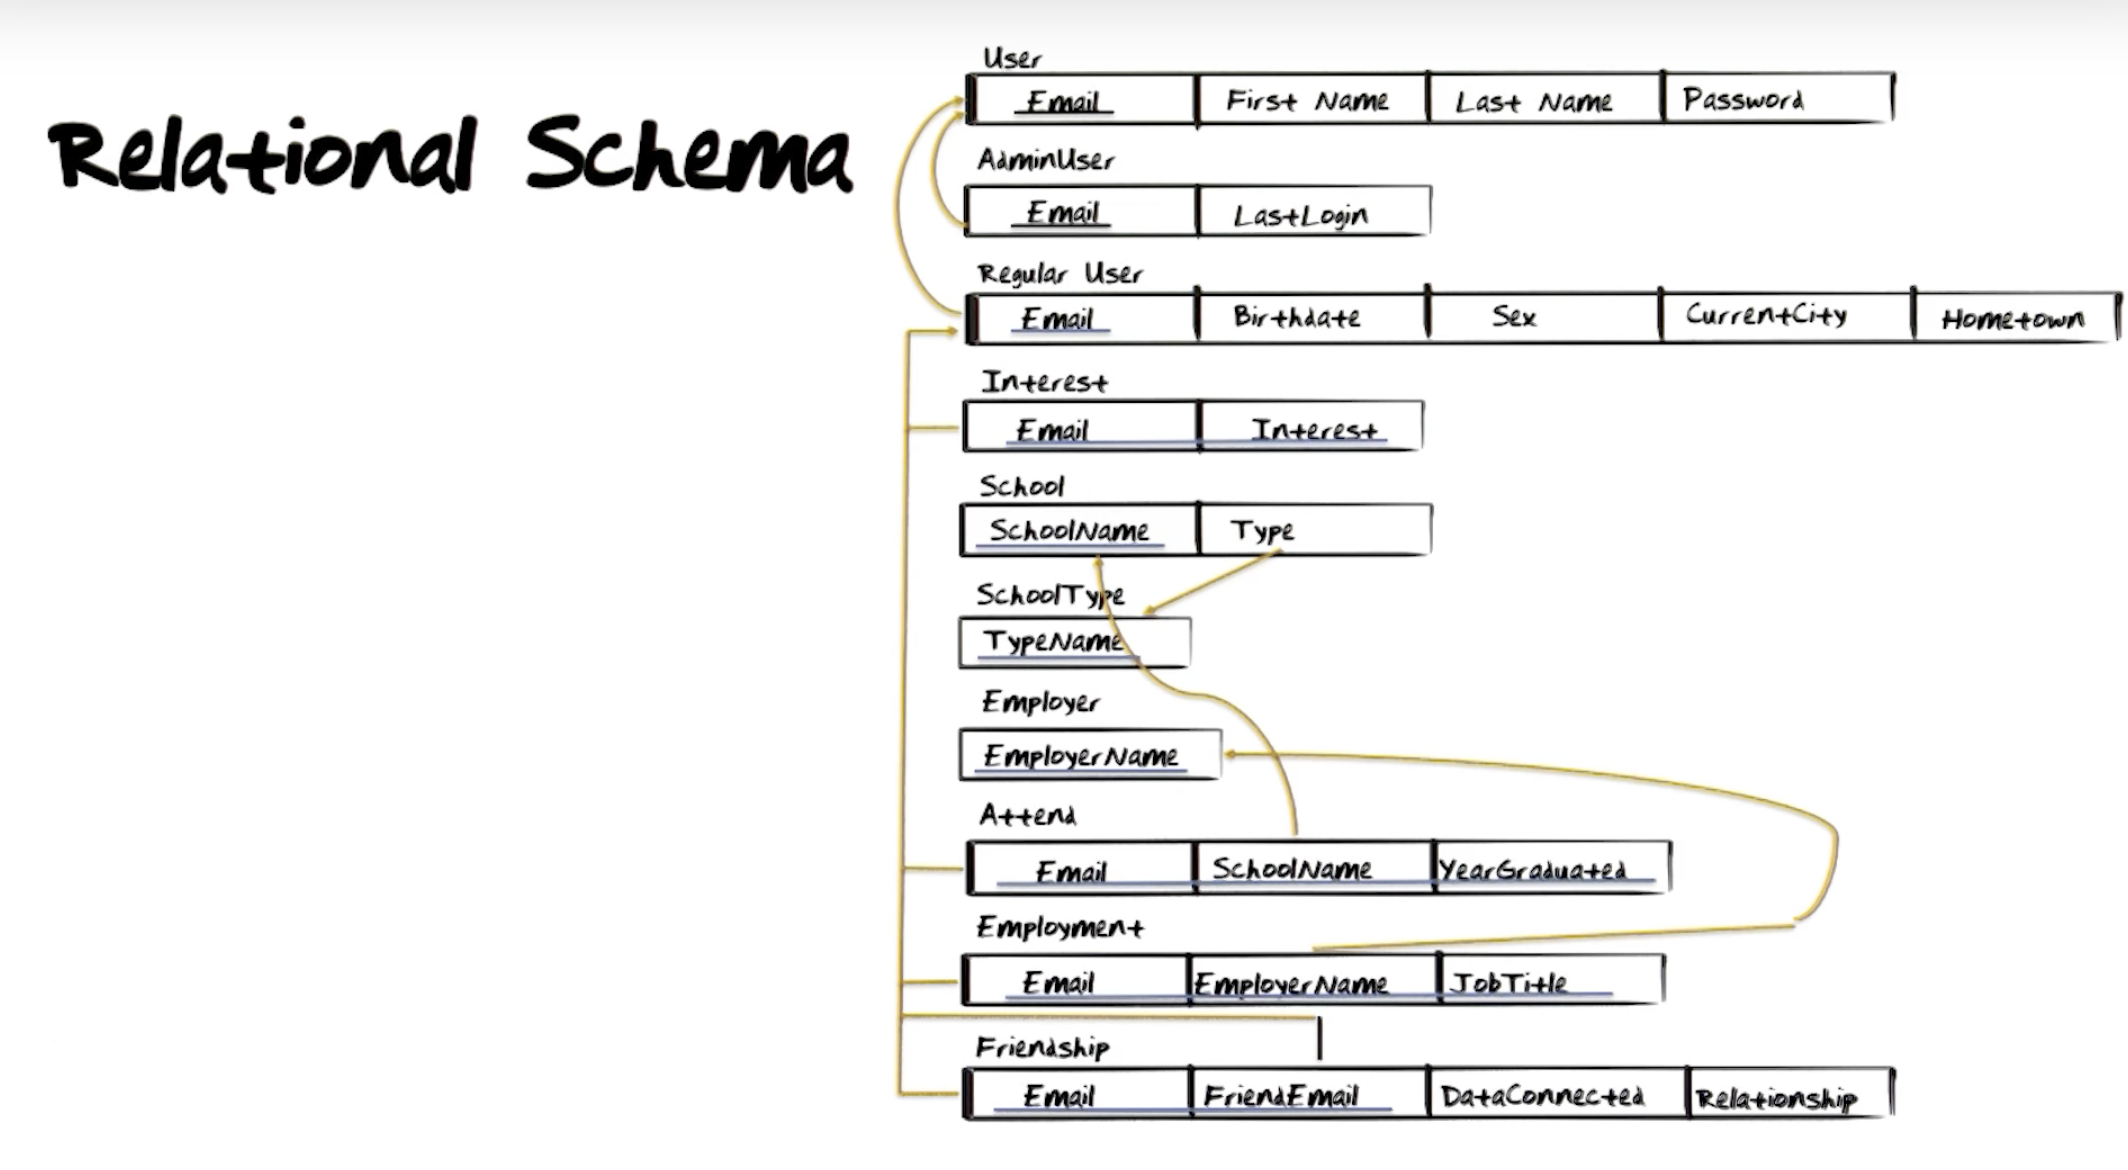 Relational Schema
User
Email First Name Last Name Password
AdminUser
Email LastLogin
Regular User
Email Birthdate Sex CurrentCity Hometown
Interest
Email Interest
School
SchoolName Type
SchoolType
TypeName
Employer
EmployerName
Attend
Email SchoolName YearGraduated
Employment
Email EmployerName JobTitle
Friendship
Email FriendEmail DataConnected Relationship